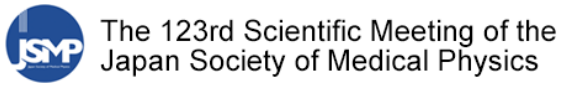 JSMP
The 123rd Scientific Meeting of the
Japan Society of Medical Physics